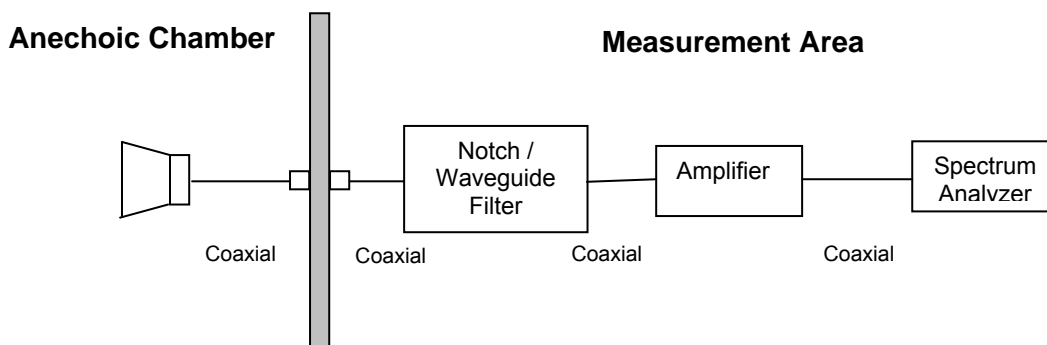 Anechoic Chamber
Measurement Area
Notch /
Waveguide
Filter
Amplifier
Spectrum
Analyzer
Coaxial
Coaxial
Coaxial
Coaxial